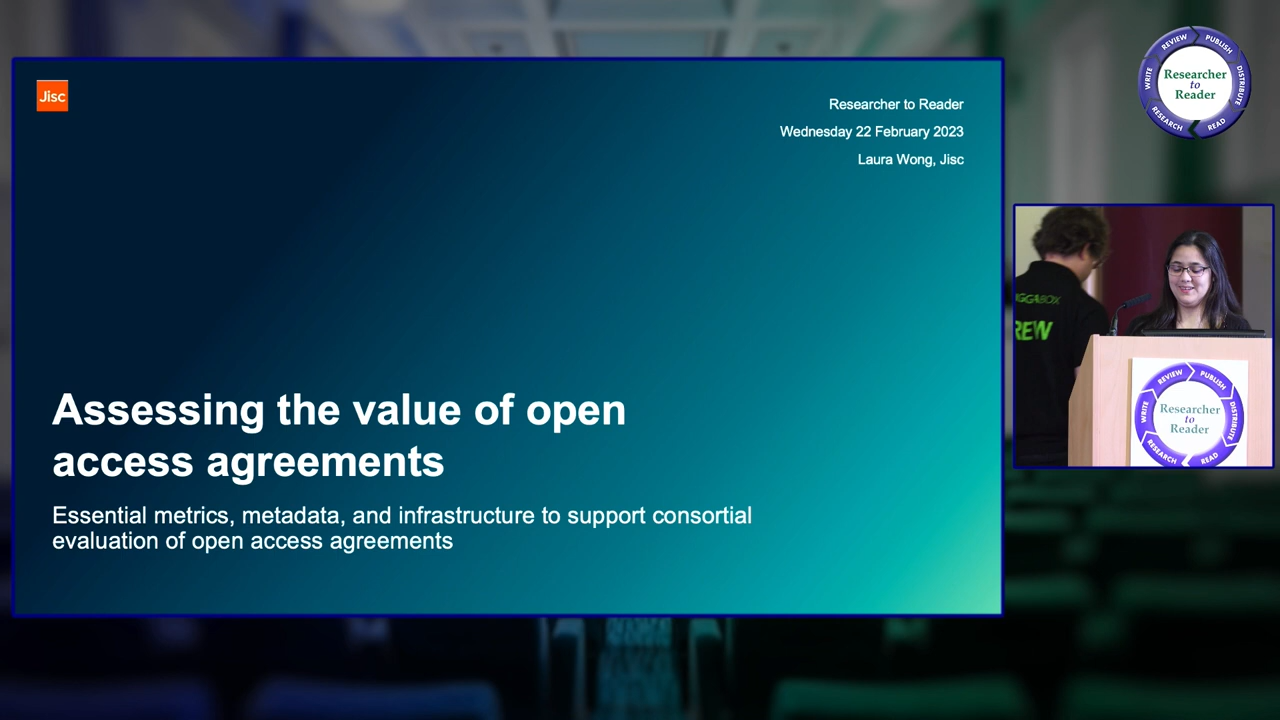 Jisc
Researcher to Reader
Wednesday 22 February 2023
Laura Wong, Jisc
Assessing the value of open
access agreements
Essential metrics, metadata, and infrastructure to support consortial
evaluation of open access agreements
REVIEW
PUBLISH
DISTRIBUTE
READ
RESEARCH
WRITE
Researcher
to
Reader
GGABOX
REW
REVIEW
PUBLISH
DISTRIBUTE
READ
RESEARCH
WRITE
Researcher
to
Reader